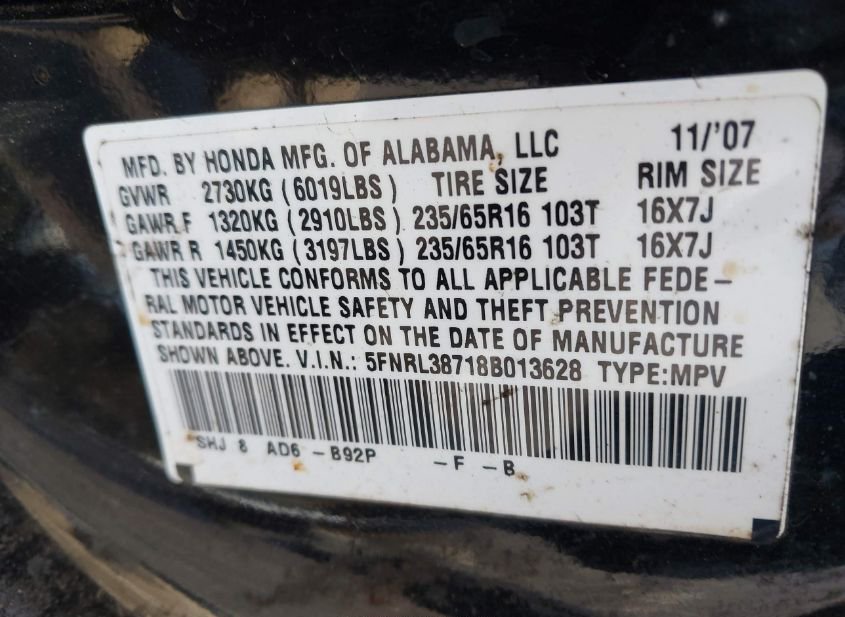 MFD. BY HONDA MFG. OF ALABAMA, LLC 11/'07
GVWR 2730KG (6019LBS) TIRE SIZE RIM SIZE
GAWR F 1320KG (2910LBS) 235/65R16 103T 16X7J
GAWR R 1450KG (3197LBS) 235/65R16 103T 16X7J
THIS VEHICLE CONFORMS TO ALL APPLICABLE FEDE–
RAL MOTOR VEHICLE SAFETY AND THEFT PREVENTION
STANDARDS IN EFFECT ON THE DATE OF MANUFACTURE
SHOWN ABOVE. V.I.N.: 5FNRL38718B013628 TYPE:MPV
SHJ 8 AD6 –B92P –F –B